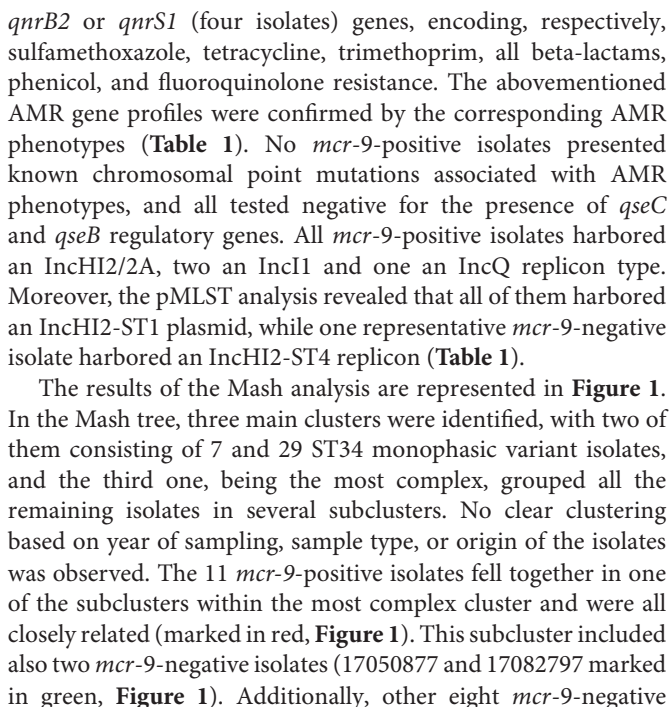 qnrB2 or qnrS1 (four isolates) genes, encoding, respectively,
sulfamethoxazole, tetracycline, trimethoprim, all beta-lactams,
phenicol, and fluoroquinolone resistance. The abovementioned
AMR gene profiles were confirmed by the corresponding AMR
phenotypes (Table 1). No mcr-9-positive isolates presented
known chromosomal point mutations associated with AMR
phenotypes, and all tested negative for the presence of qseC
and qseB regulatory genes. All mcr-9-positive isolates harbored
an IncHI2/2A, two an IncI1 and one an IncQ replicon type.
Moreover, the pMLST analysis revealed that all of them harbored
an IncHI2-ST1 plasmid, while one representative mcr-9-negative
isolate harbored an IncHI2-ST4 replicon (Table 1).
The results of the Mash analysis are represented in Figure 1.
In the Mash tree, three main clusters were identified, with two of
them consisting of 7 and 29 ST34 monophasic variant isolates,
and the third one, being the most complex, grouped all the
remaining isolates in several subclusters. No clear clustering
based on year of sampling, sample type, or origin of the isolates
was observed. The 11 mcr-9-positive isolates fell together in one
of the subclusters within the most complex cluster and were all
closely related (marked in red, Figure 1). This subcluster included
also two mcr-9-negative isolates (17050877 and 17082797 marked
in green, Figure 1). Additionally, other eight mcr-9-negative